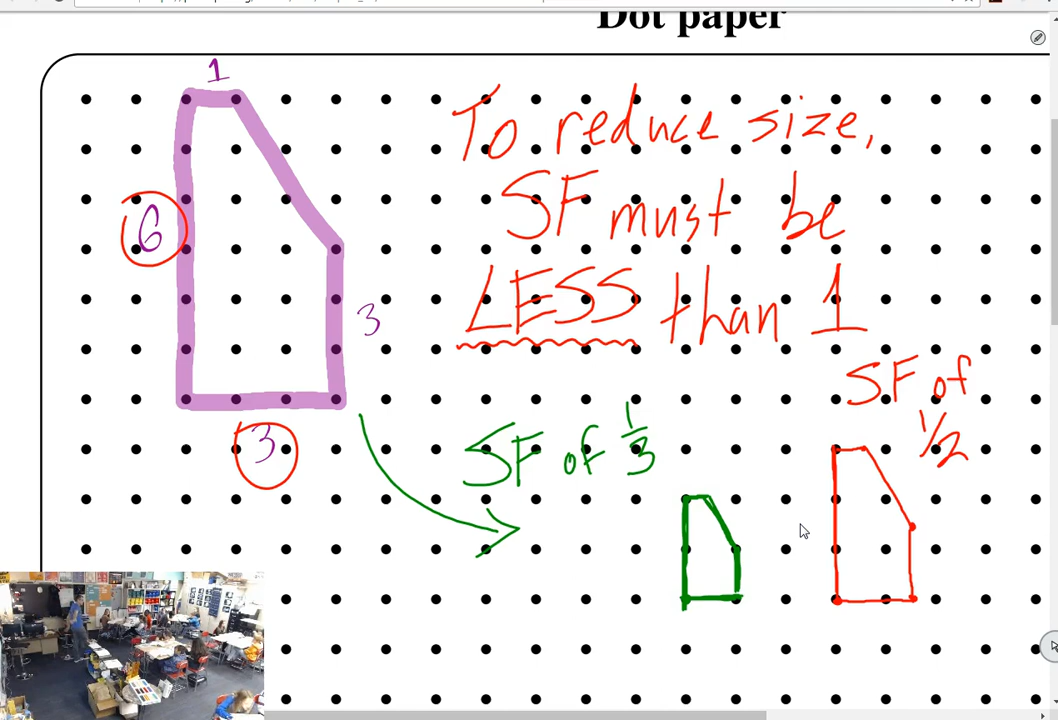 Dot paper
1
To reduce size,
SF must be
6
LESS than 1
3
SF of
1/2
3
SF of 1/3